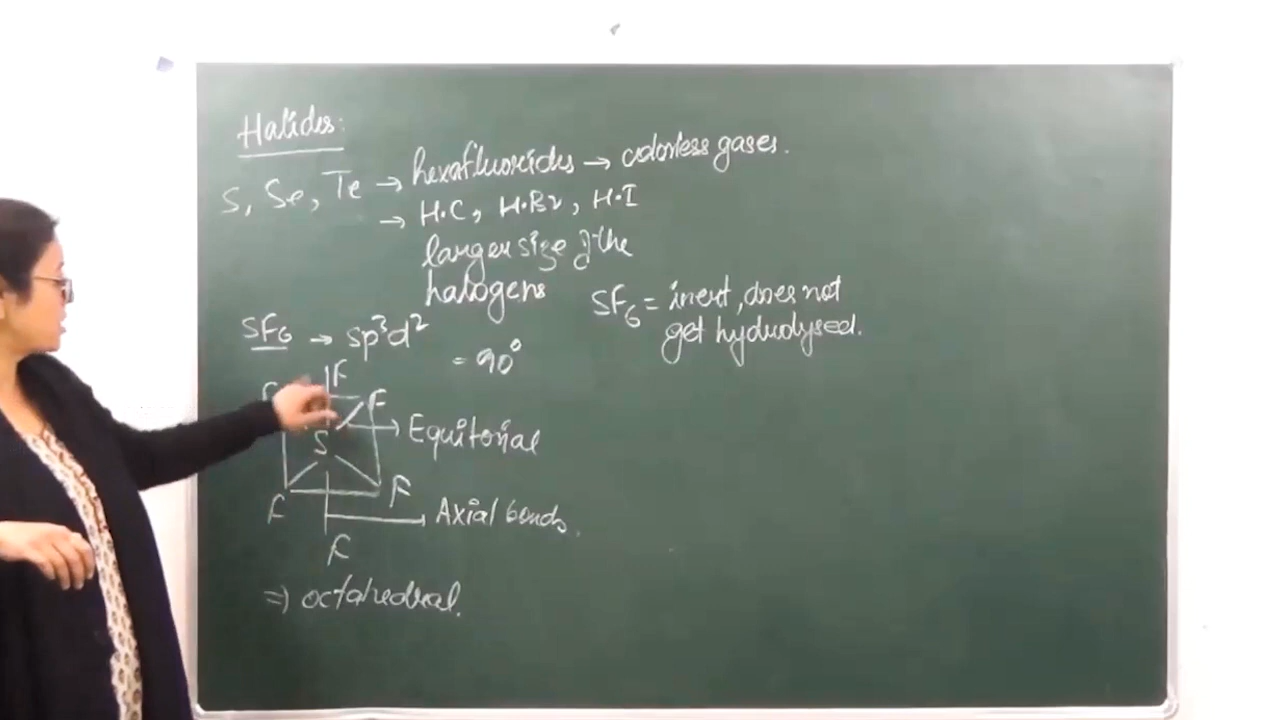 Halides:
S, Se, Te → hexafluorides → colorless gases.
→ H.C, H.Br, H.I
larger size of the
halogens
SF6 = inert, does not
get hydrolysed.
SF6 → sp³d²
= 90°
F
F F
S → Equitorial
F F
→ Axial bonds.
F
⇒ octahedral.